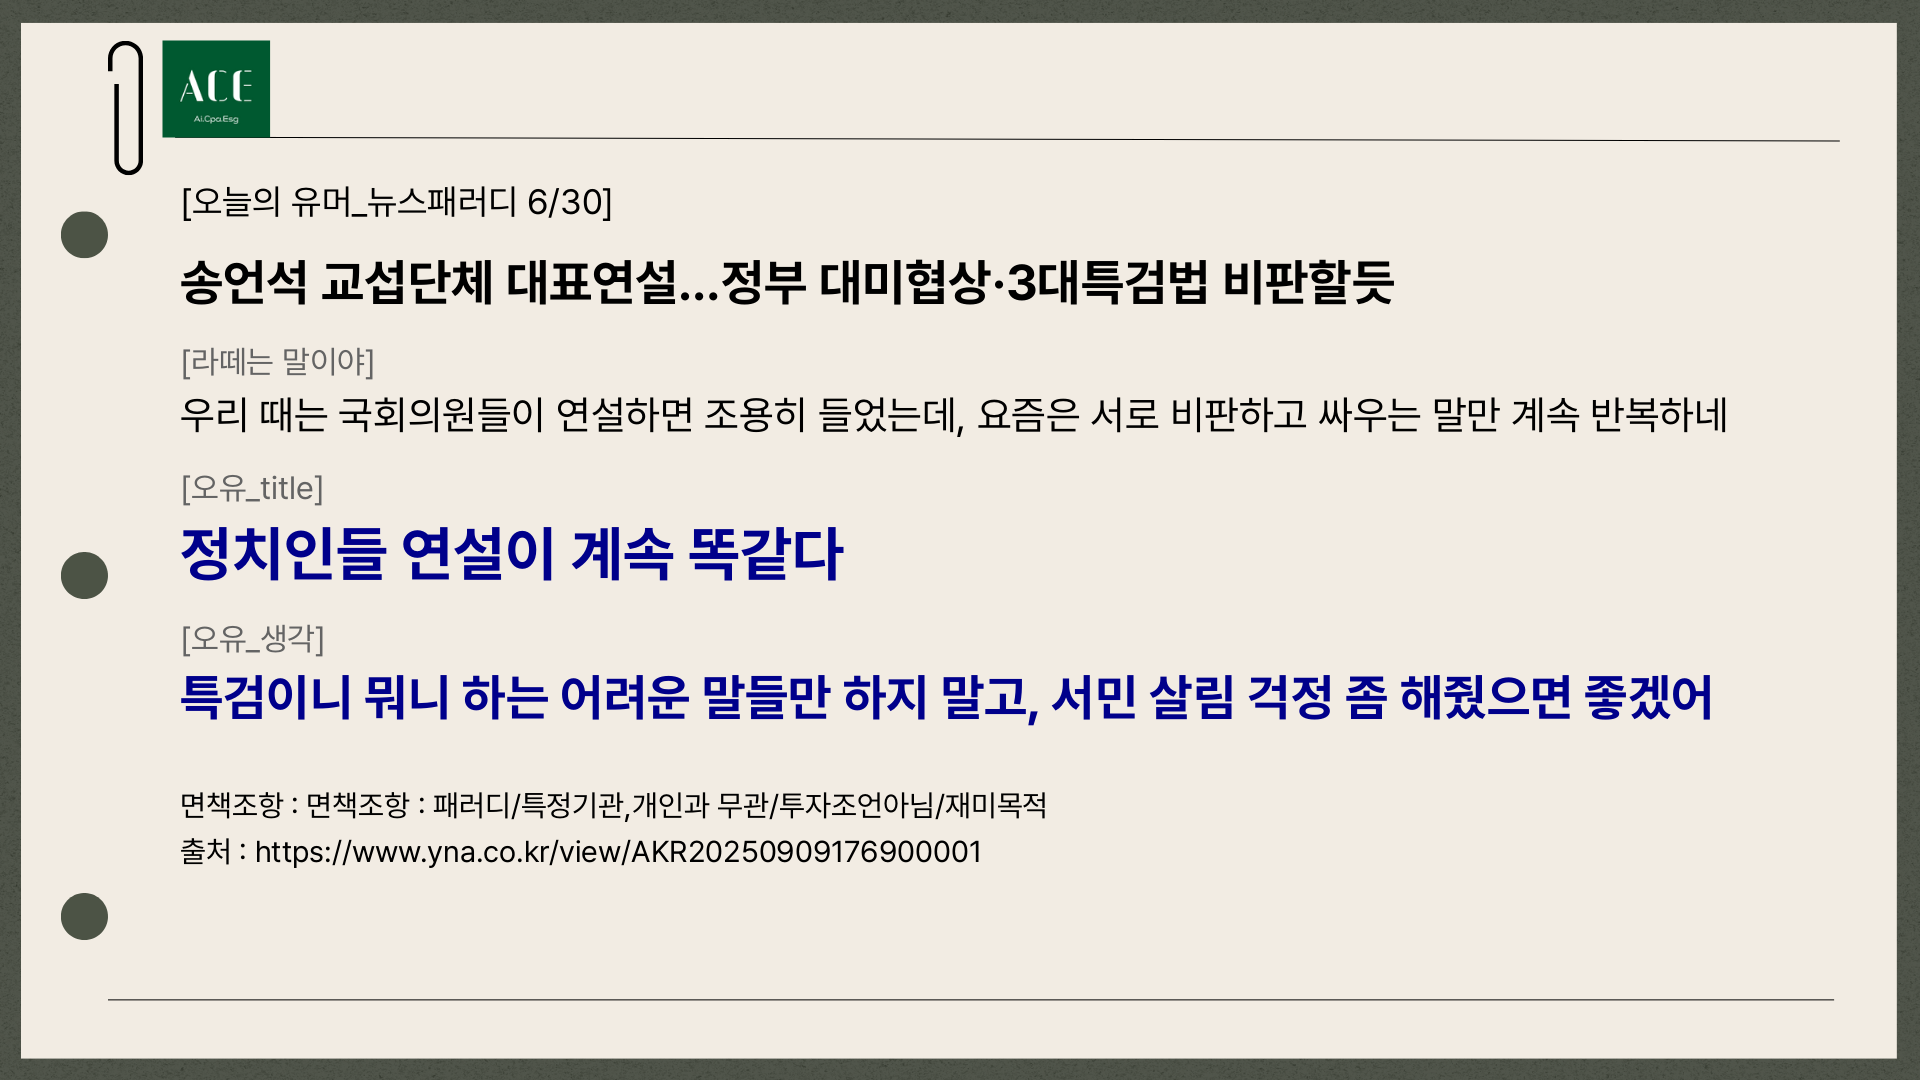 ACE
Ai.Cpa.Esg
[오늘의 유머_뉴스패러디 6/30]
송언석 교섭단체 대표연설…정부 대미협상·3대특검법 비판할듯
[라떼는 말이야]
우리 때는 국회의원들이 연설하면 조용히 들었는데, 요즘은 서로 비판하고 싸우는 말만 계속 반복하네
[오유_title]
정치인들 연설이 계속 똑같다
[오유_생각]
특검이니 뭐니 하는 어려운 말들만 하지 말고, 서민 살림 걱정 좀 해줬으면 좋겠어
면책조항 : 면책조항 : 패러디/특정기관,개인과 무관/투자조언아님/재미목적
출처 : https://www.yna.co.kr/view/AKR20250909176900001